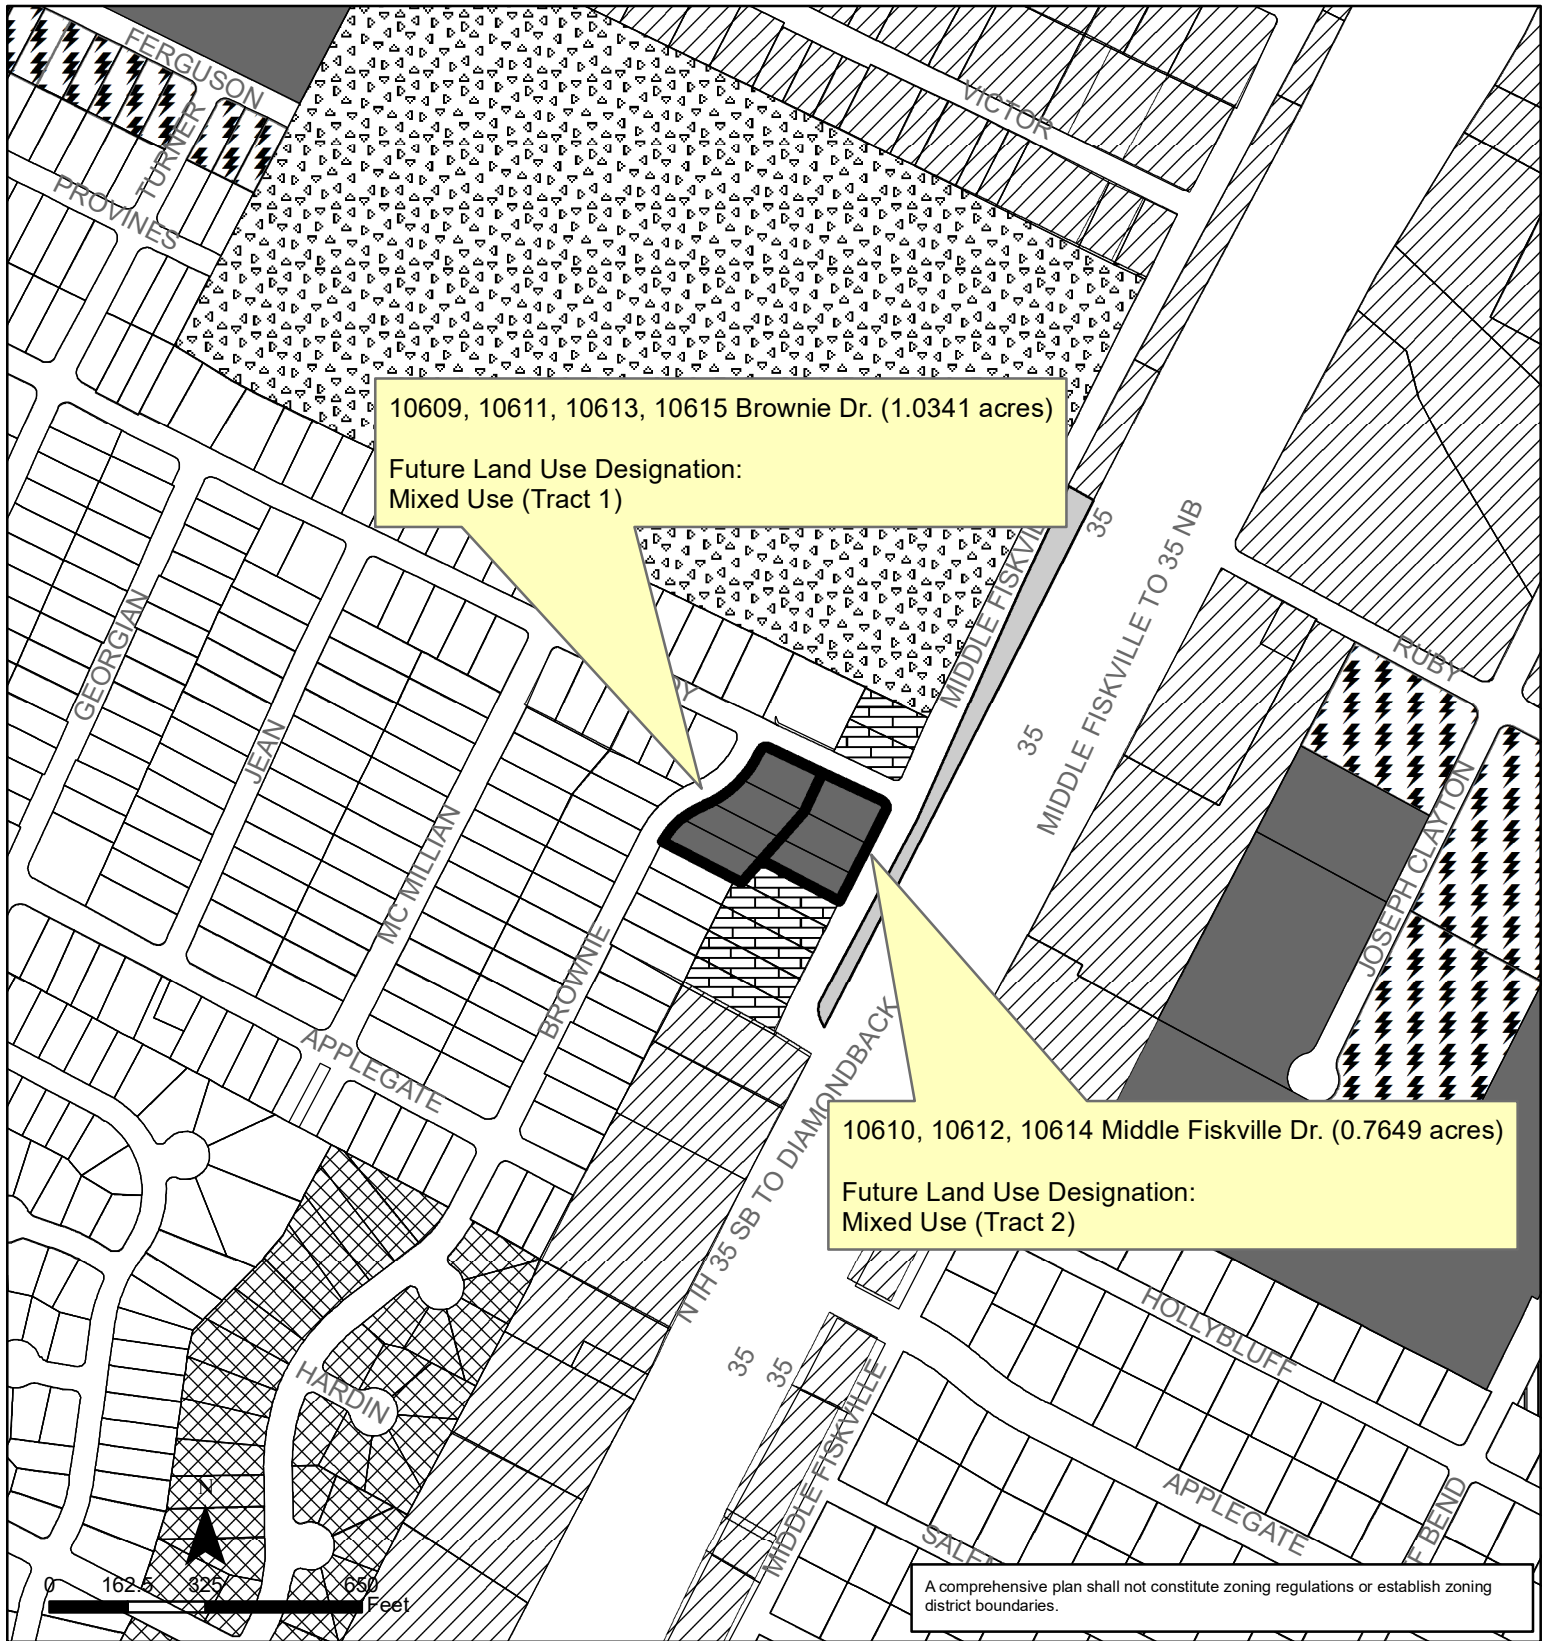 FERGUSON
TURNER
PROVINES
VICTOR
10609, 10611, 10613, 10615 Brownie Dr. (1.0341 acres)
Future Land Use Designation:
Mixed Use (Tract 1)
35
MIDDLE FISKVILLE TO 35 NB
35
RUBY
GEORGIAN
JEAN
MC MILLIAN
BROWNIE
JOSEPH CLAYTON
APPLEGATE
N IH 35 SB TO DIAMONDBACK
10610, 10612, 10614 Middle Fiskville Dr. (0.7649 acres)
Future Land Use Designation:
Mixed Use (Tract 2)
HOLLYBLUFF
35
35
HARDIN
MIDDLE FISKVILLE
APPLEGATE
BEND
N
0 162.5 325 650
Feet
A comprehensive plan shall not constitute zoning regulations or establish zoning
district boundaries.